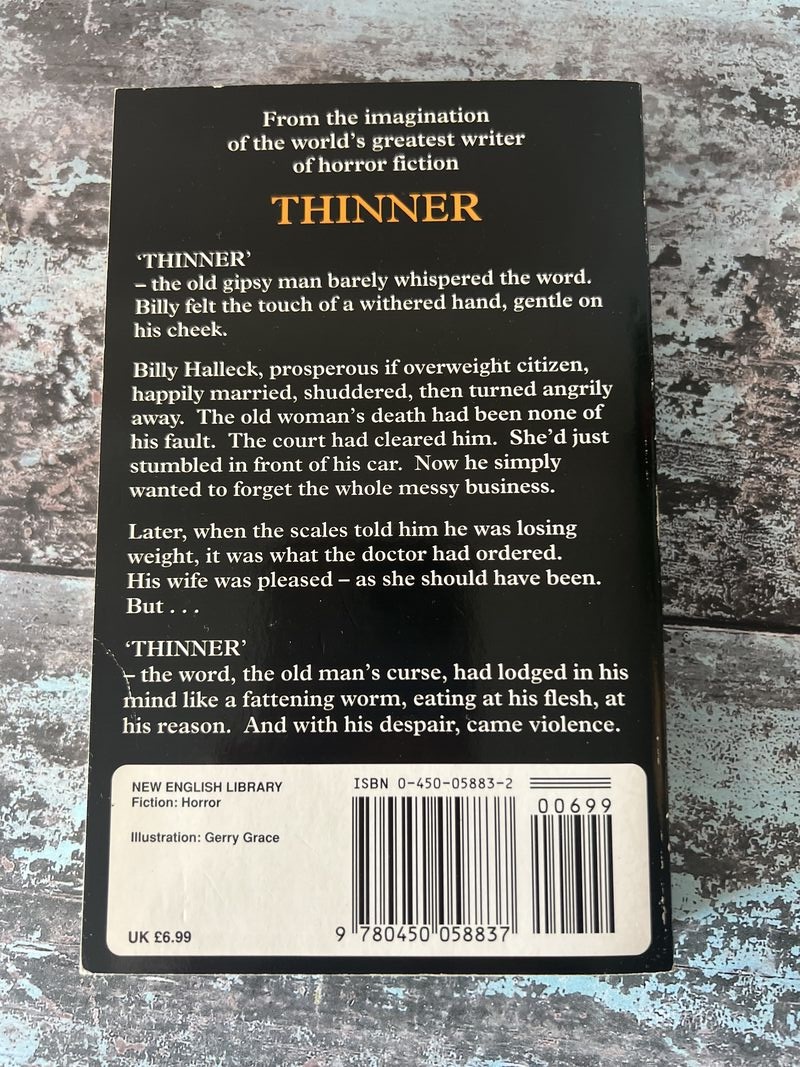 From the imagination
of the world's greatest writer
of horror fiction
THINNER
'THINNER'
– the old gipsy man barely whispered the word.
Billy felt the touch of a withered hand, gentle on
his cheek.
Billy Halleck, prosperous if overweight citizen,
happily married, shuddered, then turned angrily
away. The old woman's death had been none of
his fault. The court had cleared him. She'd just
stumbled in front of his car. Now he simply
wanted to forget the whole messy business.
Later, when the scales told him he was losing
weight, it was what the doctor had ordered.
His wife was pleased – as she should have been.
But . . .
'THINNER'
– the word, the old man's curse, had lodged in his
mind like a fattening worm, eating at his flesh, at
his reason. And with his despair, came violence.
NEW ENGLISH LIBRARY
Fiction: Horror
Illustration: Gerry Grace
UK £6.99
ISBN 0-450-05883-2
00699
9 780450 058837